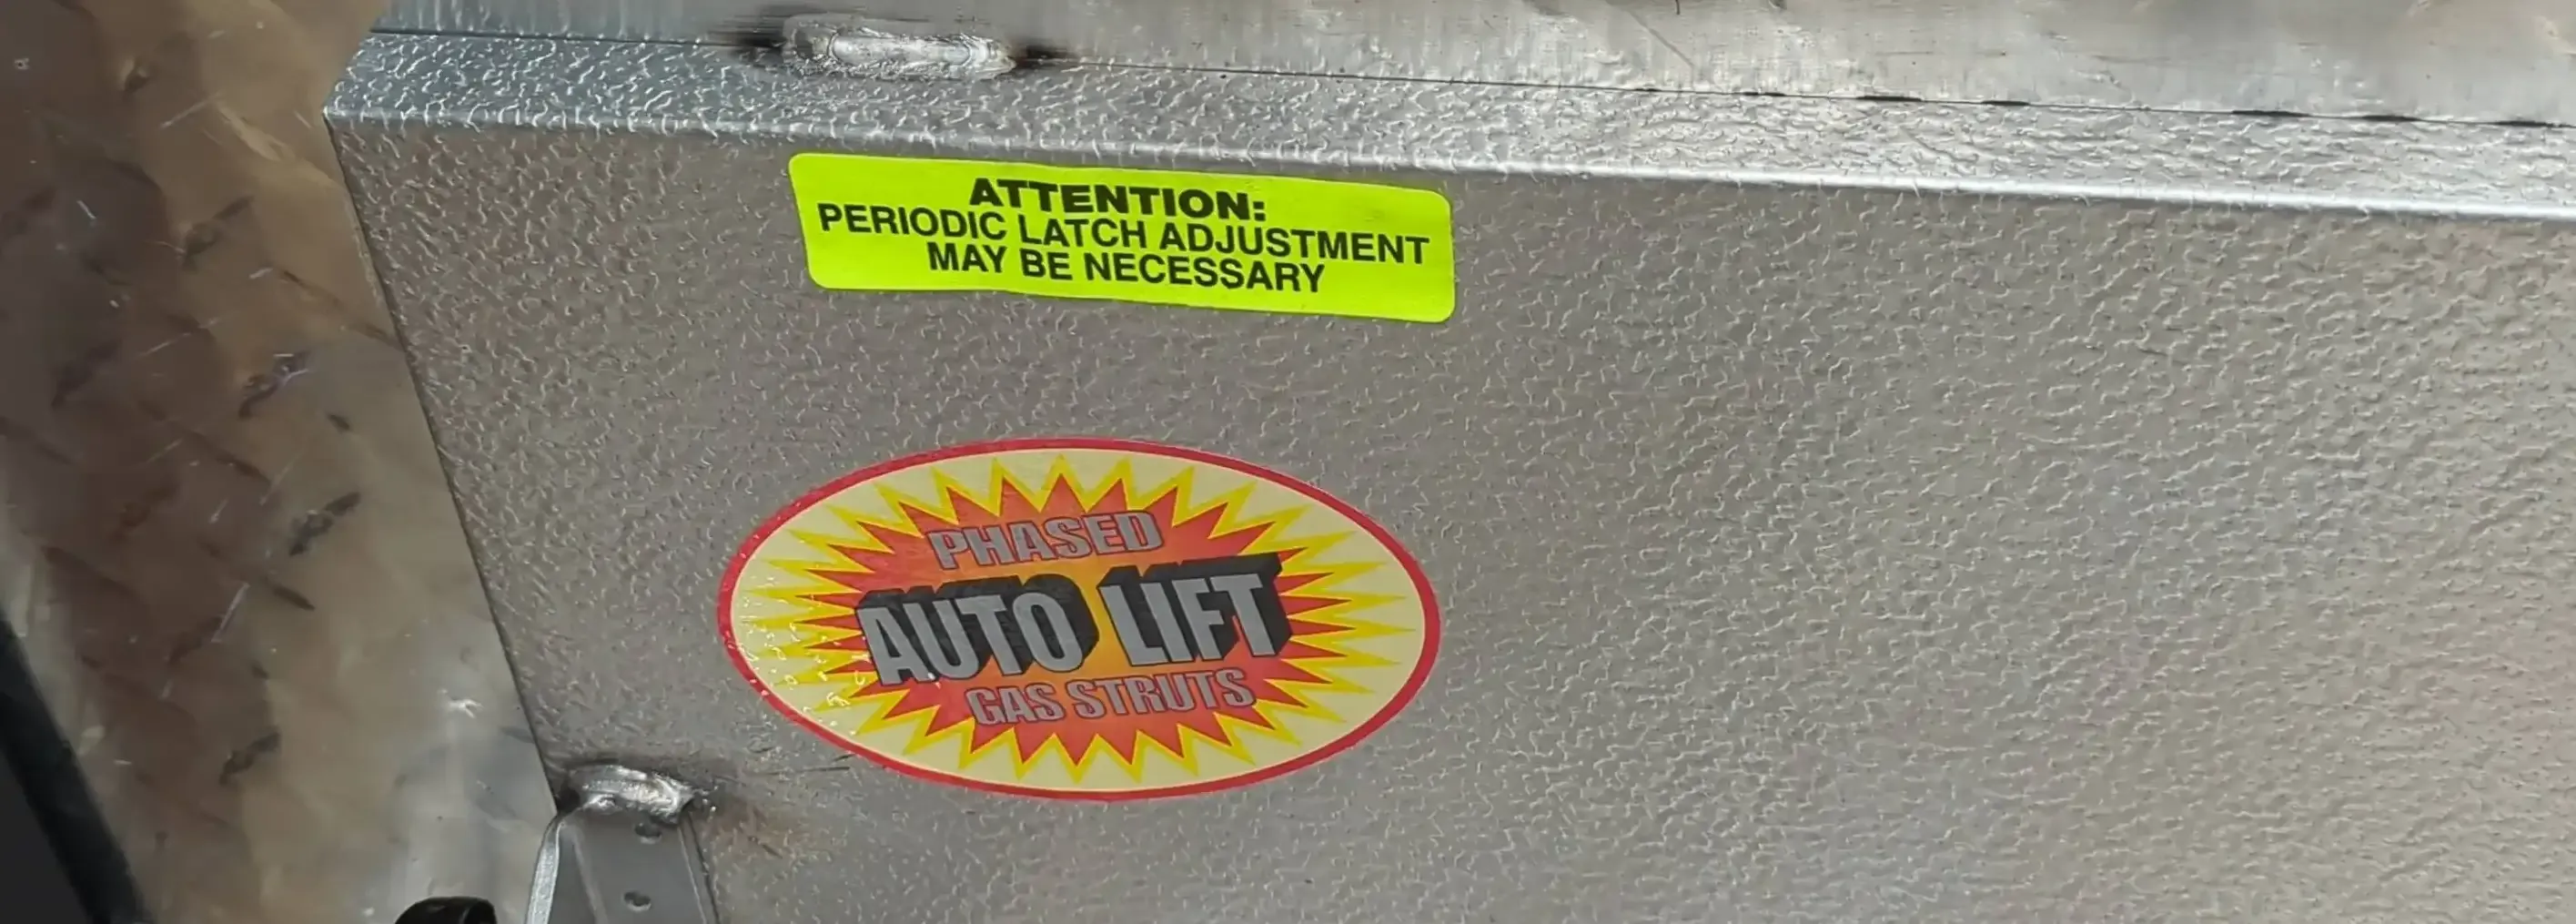 ATTENTION:
PERIODIC LATCH ADJUSTMENT
MAY BE NECESSARY
PHASED
AUTO LIFT
GAS STRUTS